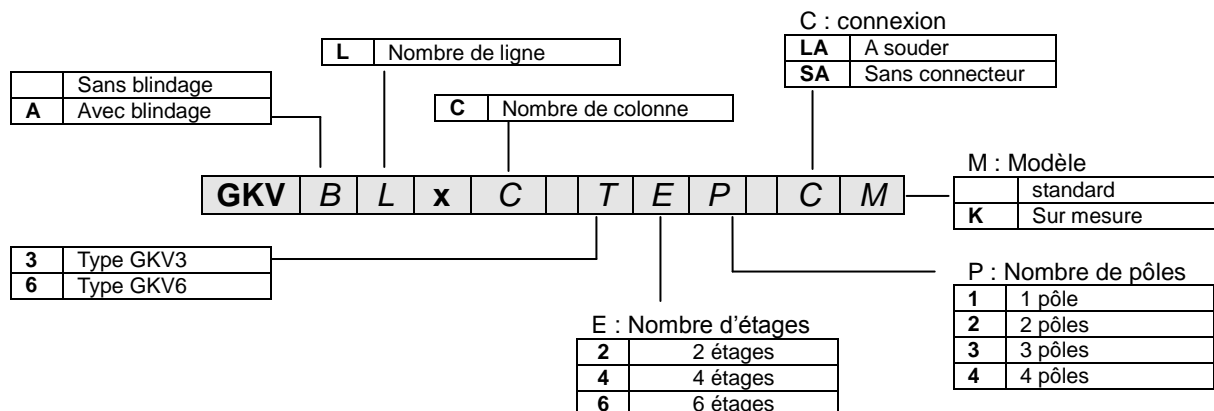 C : connexion
LA A souder
SA Sans connecteur
L Nombre de ligne
Sans blindage
A Avec blindage
C Nombre de colonne
M : Modèle
standard
K Sur mesure
GKV B L x C T E P C M
3 Type GKV3
6 Type GKV6
P : Nombre de pôles
1 1 pôle
2 2 pôles
3 3 pôles
4 4 pôles
E : Nombre d’étages
2 2 étages
4 4 étages
6 6 étages